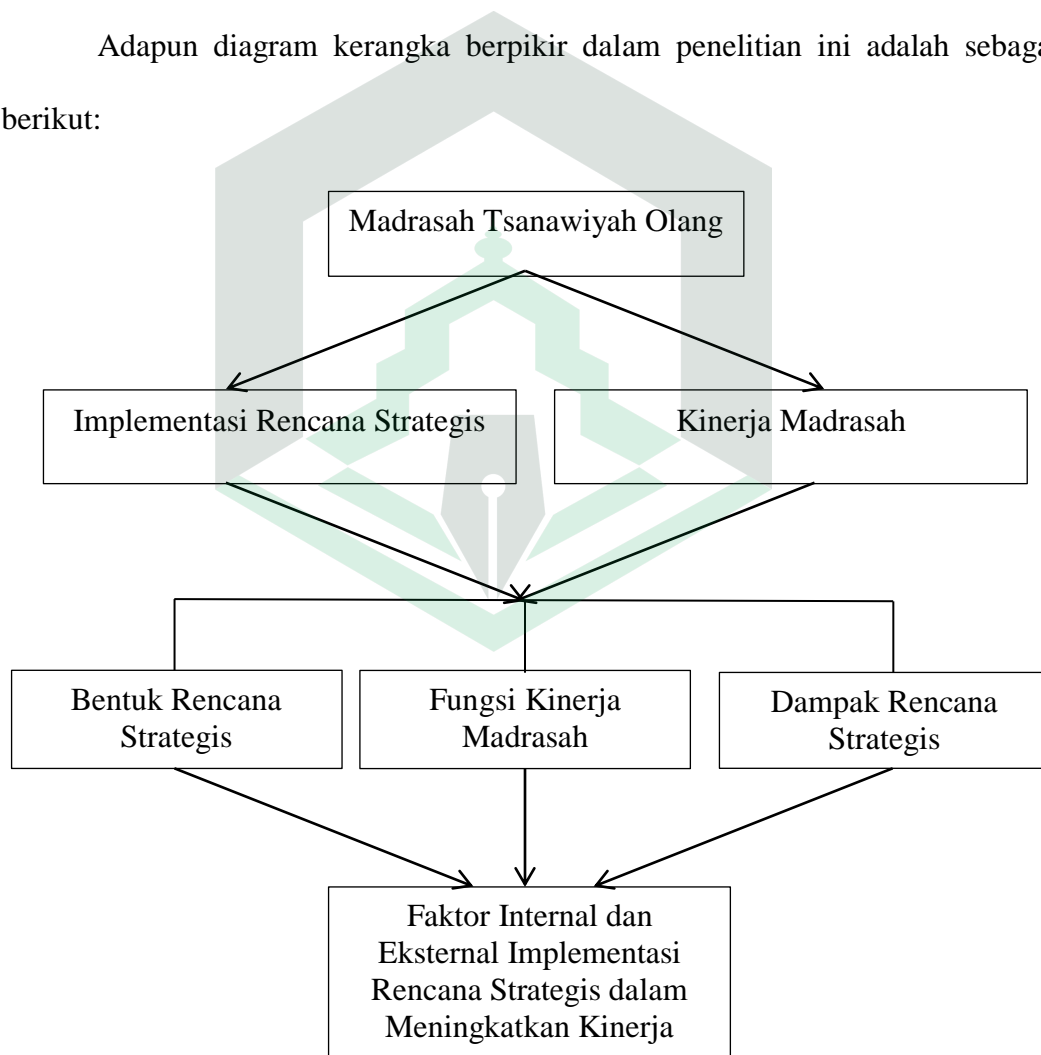 Adapun diagram kerangka berpikir dalam penelitian ini adalah sebaga
berikut:
Madrasah Tsanawiyah Olang
Implementasi Rencana Strategis
Kinerja Madrasah
Bentuk Rencana
Strategis
Fungsi Kinerja
Madrasah
Dampak Rencana
Strategis
Faktor Internal dan
Eksternal Implementasi
Rencana Strategis dalam
Meningkatkan Kinerja